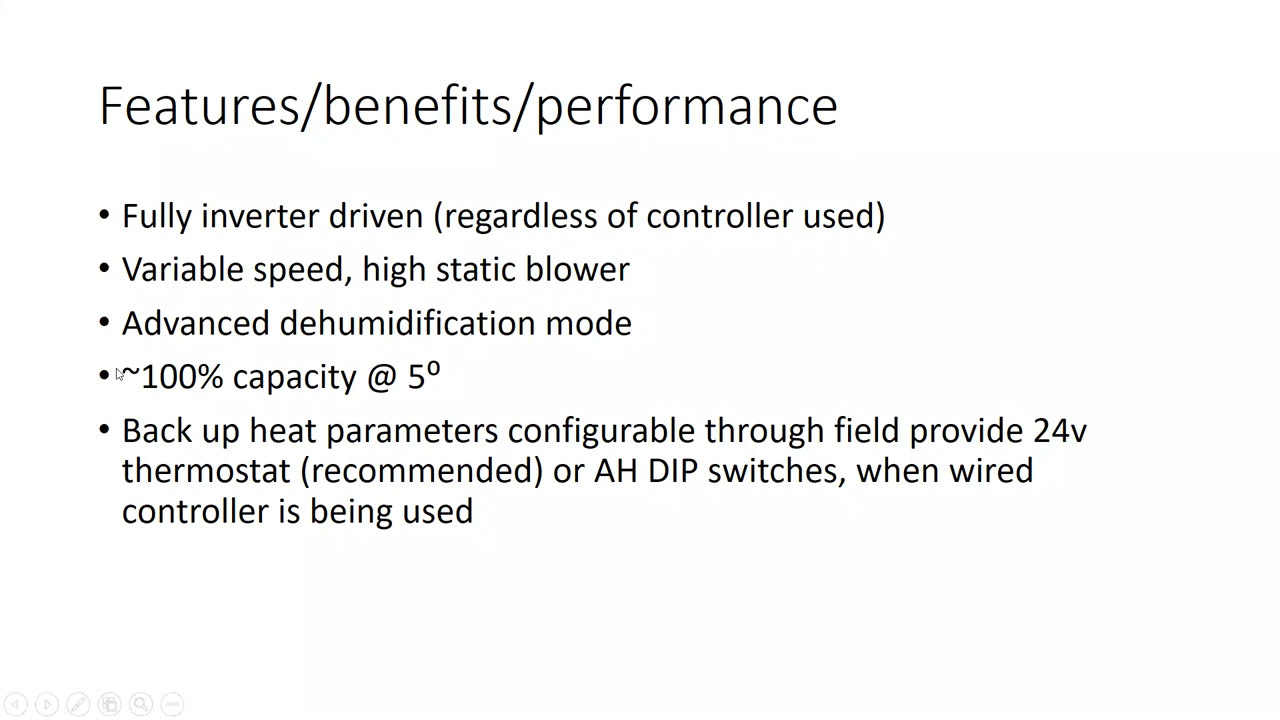 Features/benefits/performance
• Fully inverter driven (regardless of controller used)
• Variable speed, high static blower
• Advanced dehumidification mode
• ~100% capacity @ 5⁰
• Back up heat parameters configurable through field provide 24v
thermostat (recommended) or AH DIP switches, when wired
controller is being used